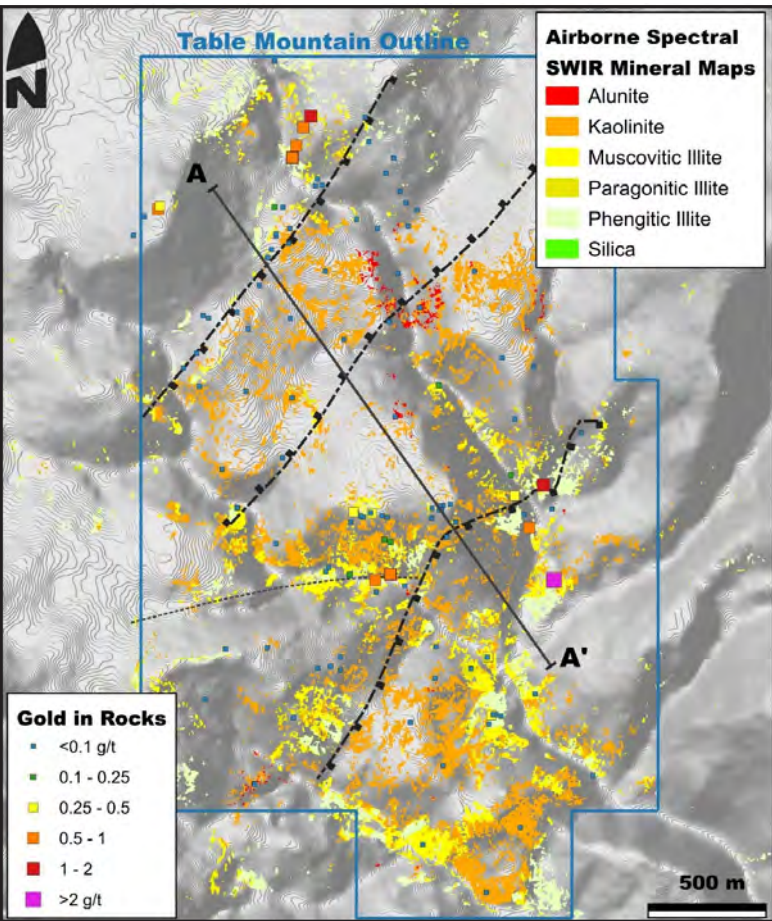 N
Table Mountain Outline
Airborne Spectral
SWIR Mineral Maps
Alunite
Kaolinite
Muscovitic Illite
Paragonitic Illite
Phengitic Illite
Silica
A
A'
Gold in Rocks
<0.1 g/t
0.1 - 0.25
0.25 - 0.5
0.5 - 1
1 - 2
>2 g/t
500 m